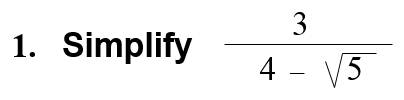 1. Simplify 3 / (4 – √5)